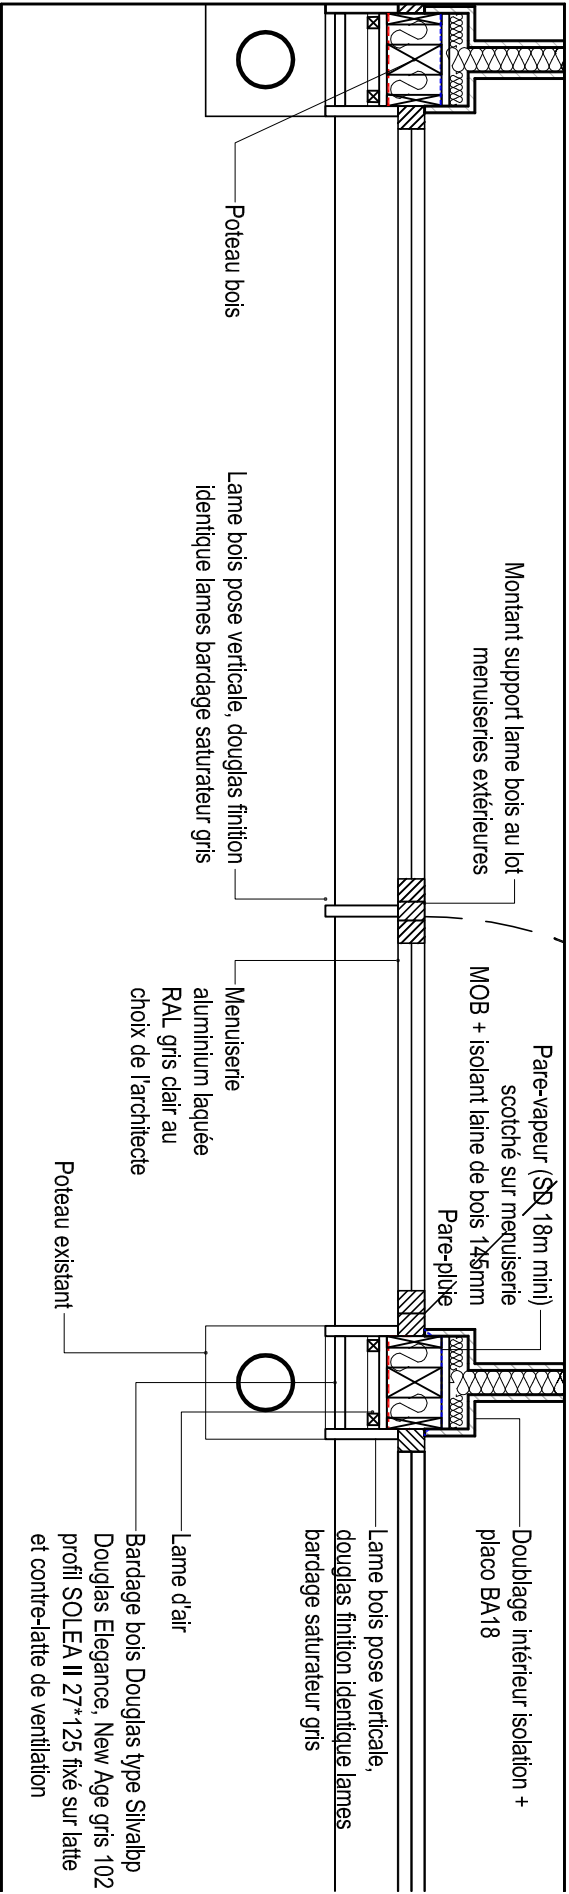 Poteau bois
Lame bois pose verticale, douglas finition
identique lames bardage saturateur gris
Montant support lame bois au lot
menuiseries extérieures
Menuiserie
aluminium laquée
RAL gris clair au
choix de l'architecte
Pare-vapeur (SD 18m mini)
scotché sur menuiserie
MOB + isolant laine de bois 145mm
Pare-pluie
Poteau existant
Doublage intérieur isolation +
placo BA18
Lame bois pose verticale,
douglas finition identique lames
bardage saturateur gris
Lame d'air
Bardage bois Douglas type Silvalbp
Douglas Elegance, New Age gris 102
profil SOLEA II 27*125 fixé sur latte
et contre-latte de ventilation